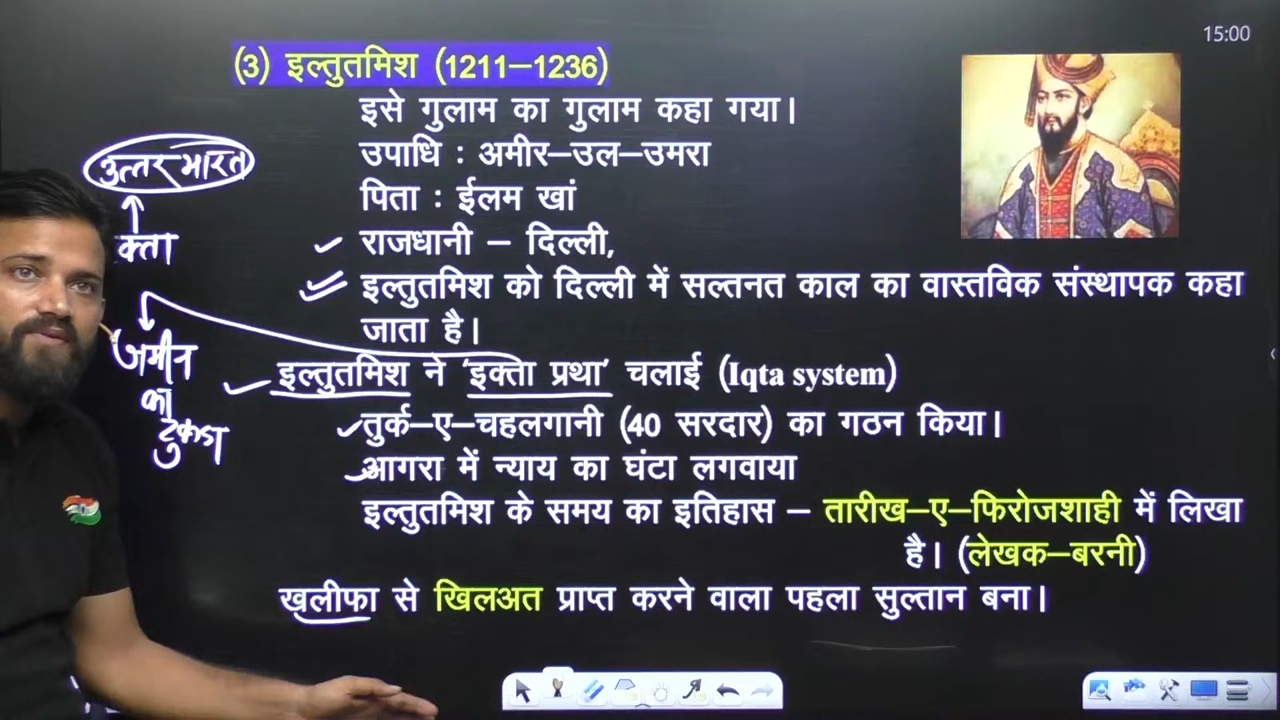 15:00
(3) इल्तुतमिश (1211–1236)
इसे गुलाम का गुलाम कहा गया।
उपाधि : अमीर–उल–उमरा
उत्तर भारत
पिता : ईलम खां
क्ता
राजधानी – दिल्ली,
इल्तुतमिश को दिल्ली में सल्तनत काल का वास्तविक संस्थापक कहा
जाता है।
जमीन
का
टुकडा
इल्तुतमिश ने 'इक्ता प्रथा' चलाई (Iqta system)
तुर्क–ए–चहलगानी (40 सरदार) का गठन किया।
आगरा में न्याय का घंटा लगवाया
इल्तुतमिश के समय का इतिहास – तारीख–ए–फिरोजशाही में लिखा
है। (लेखक–बरनी)
ख़लीफा से खिलअत प्राप्त करने वाला पहला सुल्तान बना।